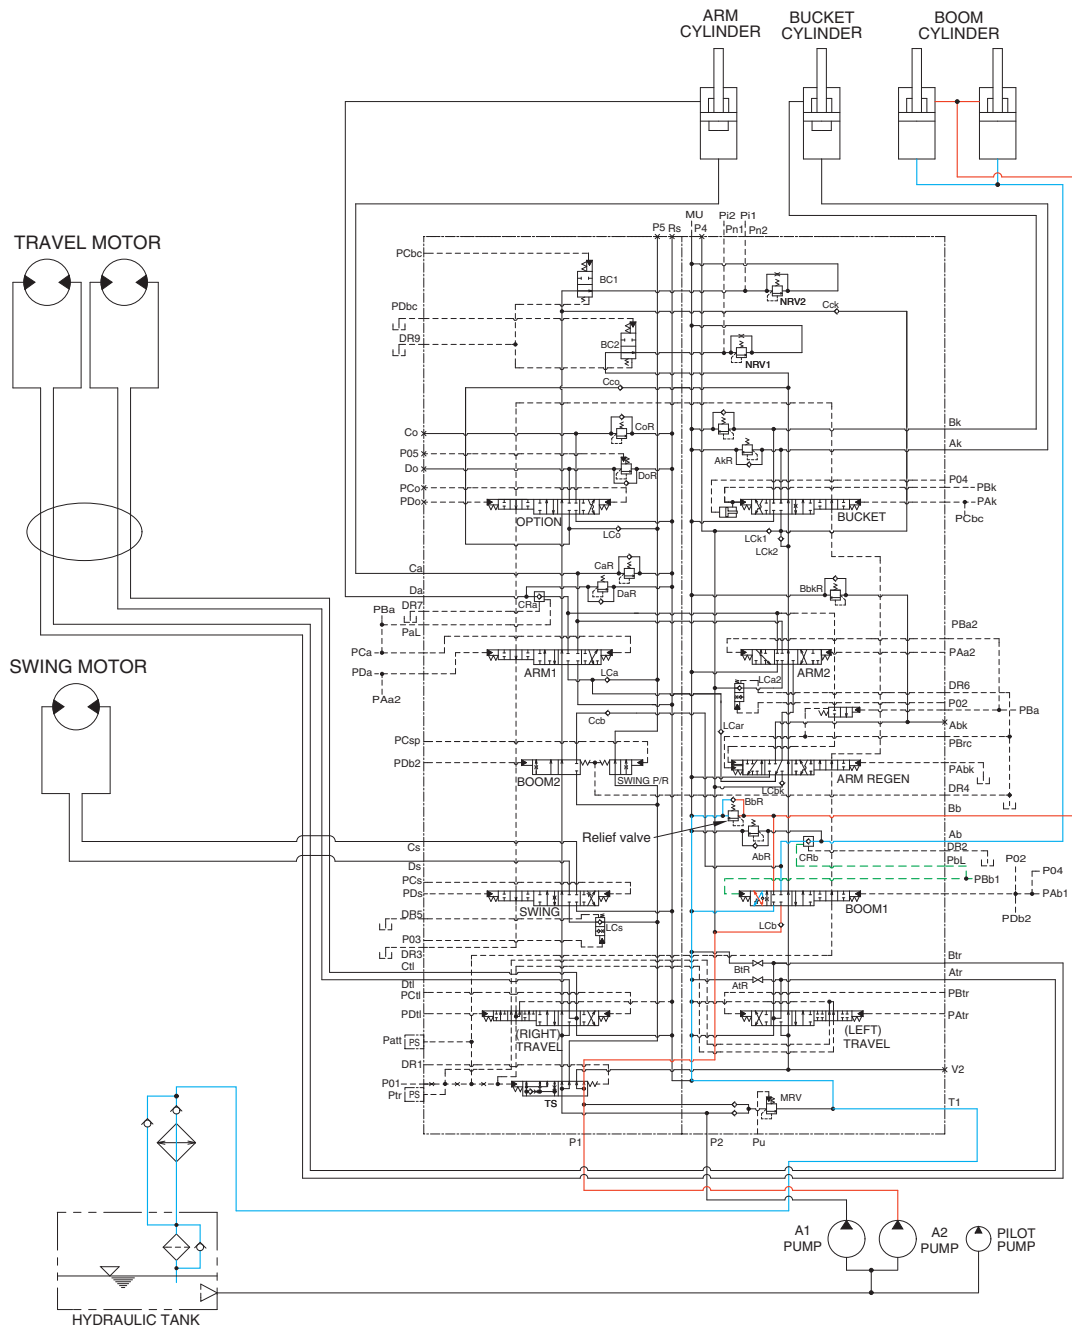 ARM
CYLINDER
BUCKET
CYLINDER
BOOM
CYLINDER
TRAVEL MOTOR
SWING MOTOR
P5
Rs
MU
P4
Pi2
Pn1
Pi1
Pn2
PCbc
BC1
NRV2
Cck
PDbc
DR9
BC2
NRV1
Cco
Co
CoR
Bk
Ak
AkR
P05
Do
DoR
P04
PCo
PDo
PBk
PAk
PCbc
OPTION
BUCKET
LCo
LCk1
LCk2
Ca
CaR
Da
DaR
CRa
BbkR
PBa
DR7
PaL
PBa2
PCa
PAa2
PDa
PAa2
ARM1
ARM2
LCa
LCa2
DR6
P02
PBa
Ccb
LCar
Abk
PCsp
PBrc
PDb2
PAbk
BOOM2
SWING P/R
ARM REGEN
LCbk
DR4
BbR
Bb
Relief valve
AbR
CRb
Ab
DR2
PbL
Cs
Ds
PCs
PDs
PBb1
P02
P04
PAb1
PDb2
SWING
BOOM1
LCb
DR5
LCs
P03
DR3
Ctl
Dtl
PCtl
PDtl
BtR
AtR
Btr
Atr
PBtr
PAtr
(RIGHT)
TRAVEL
(LEFT)
TRAVEL
Patt
PS
DR1
P01
Ptr
PS
TS
V2
T1
MRV
P1
P2
Pu
A1
PUMP
A2
PUMP
PILOT
PUMP
HYDRAULIC TANK